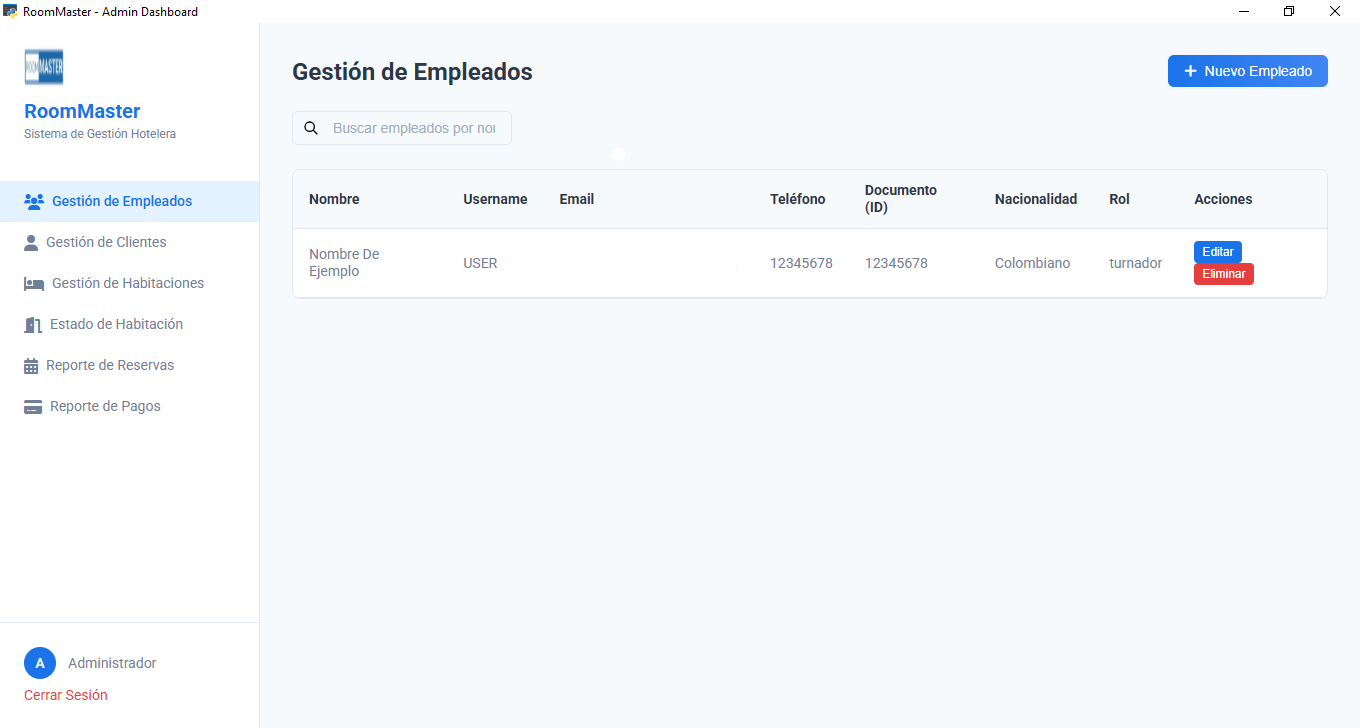 RoomMaster - Admin Dashboard
ROOMMASTER
RoomMaster
Sistema de Gestión Hotelera
Gestión de Empleados
Gestión de Clientes
Gestión de Habitaciones
Estado de Habitación
Reporte de Reservas
Reporte de Pagos
A Administrador
Cerrar Sesión
Gestión de Empleados
+ Nuevo Empleado
Buscar empleados por nor
Nombre Username Email Teléfono Documento (ID) Nacionalidad Rol Acciones
Nombre De Ejemplo USER 12345678 12345678 Colombiano turnador Editar
Eliminar